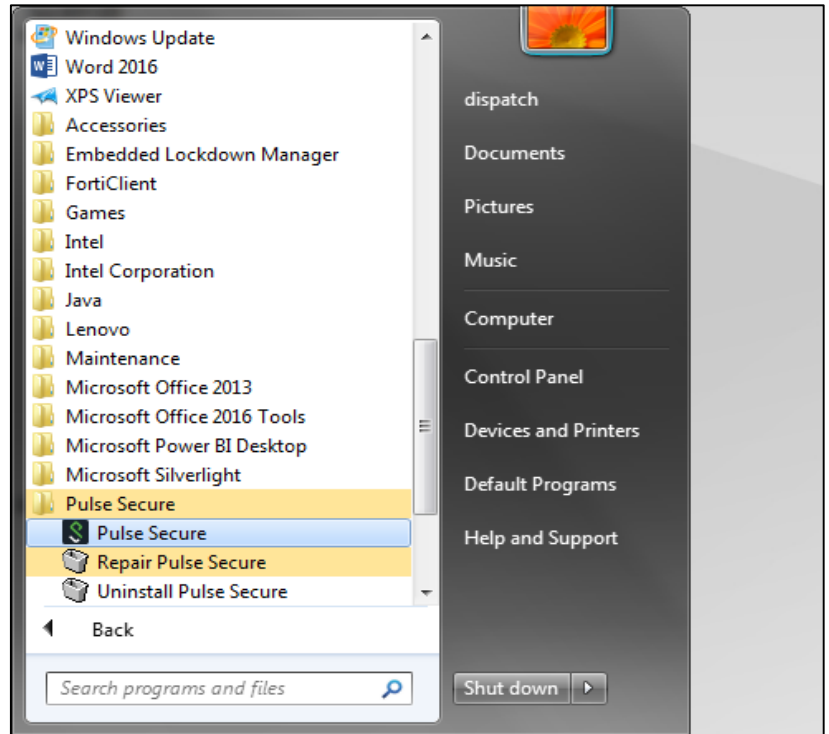 Windows Update
Word 2016
XPS Viewer
Accessories
Embedded Lockdown Manager
FortiClient
Games
Intel
Intel Corporation
Java
Lenovo
Maintenance
Microsoft Office 2013
Microsoft Office 2016 Tools
Microsoft Power BI Desktop
Microsoft Silverlight
Pulse Secure
Pulse Secure
Repair Pulse Secure
Uninstall Pulse Secure
Back
Search programs and files
dispatch
Documents
Pictures
Music
Computer
Control Panel
Devices and Printers
Default Programs
Help and Support
Shut down